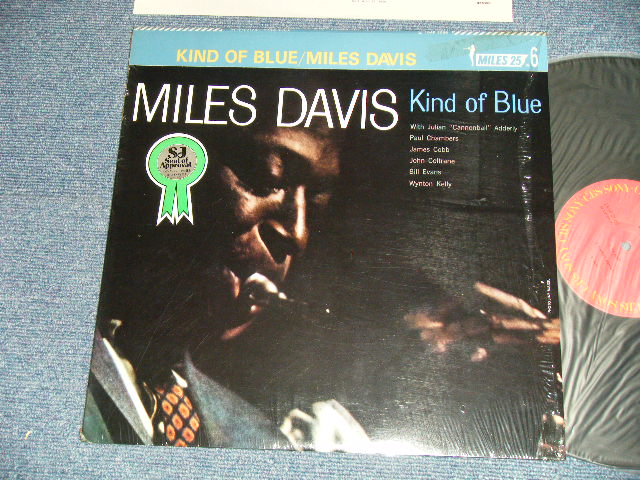 KIND OF BLUE/MILES DAVIS
MILES 25
6
MILES DAVIS
Kind of Blue
With Julian "Cannonball" Adderly
Paul Chambers
James Cobb
John Coltrane
Bill Evans
Wynton Kelly
SJ
Seal of
Approval
CBS SONY